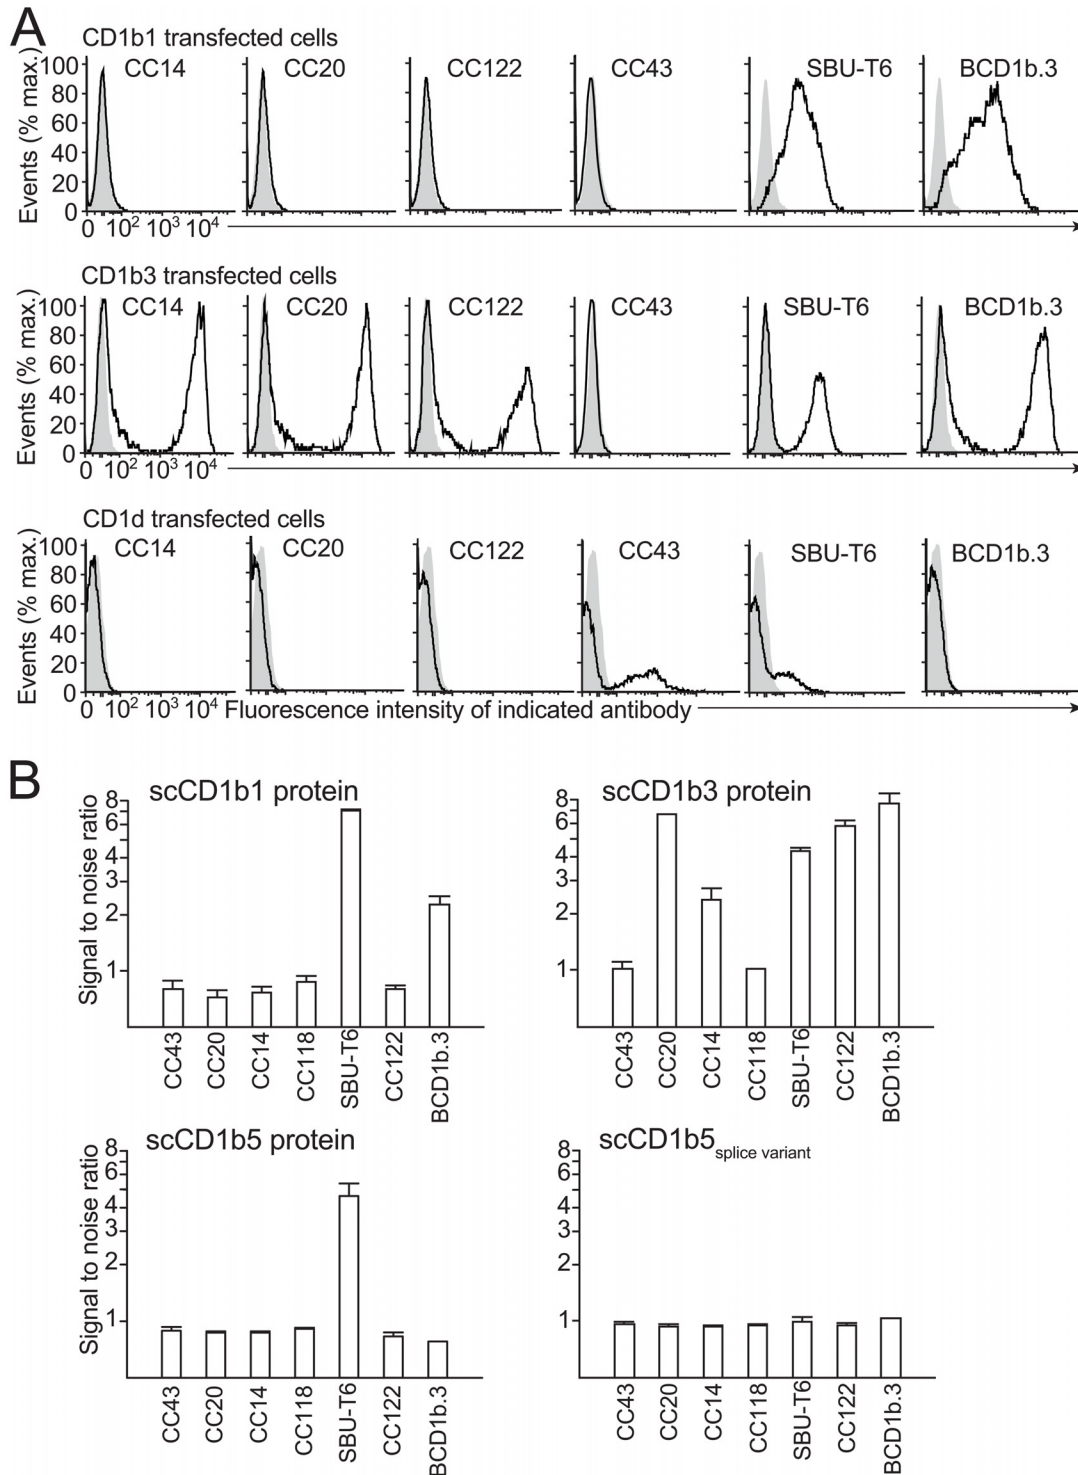 A
CD1b1 transfected cells
CC14 CC20 CC122 CC43 SBU-T6 BCD1b.3
Events (% max.)
100
80
60
40
20
0
0 10² 10³ 10⁴
CD1b3 transfected cells
CC14 CC20 CC122 CC43 SBU-T6 BCD1b.3
Events (% max.)
100
80
60
40
20
0
0 10² 10³ 10⁴
CD1d transfected cells
CC14 CC20 CC122 CC43 SBU-T6 BCD1b.3
Events (% max.)
100
80
60
40
20
0
0 10² 10³ 10⁴ Fluorescence intensity of indicated antibody
B
scCD1b1 protein
Signal to noise ratio
8
6
4
3
2
1
CC43
CC20
CC14
CC118
SBU-T6
CC122
BCD1b.3
scCD1b3 protein
8
6
4
3
2
1
CC43
CC20
CC14
CC118
SBU-T6
CC122
BCD1b.3
scCD1b5 protein
Signal to noise ratio
8
6
4
3
2
1
CC43
CC20
CC14
CC118
SBU-T6
CC122
BCD1b.3
scCD1b5 splice variant
8
6
4
3
2
1
CC43
CC20
CC14
CC118
SBU-T6
CC122
BCD1b.3